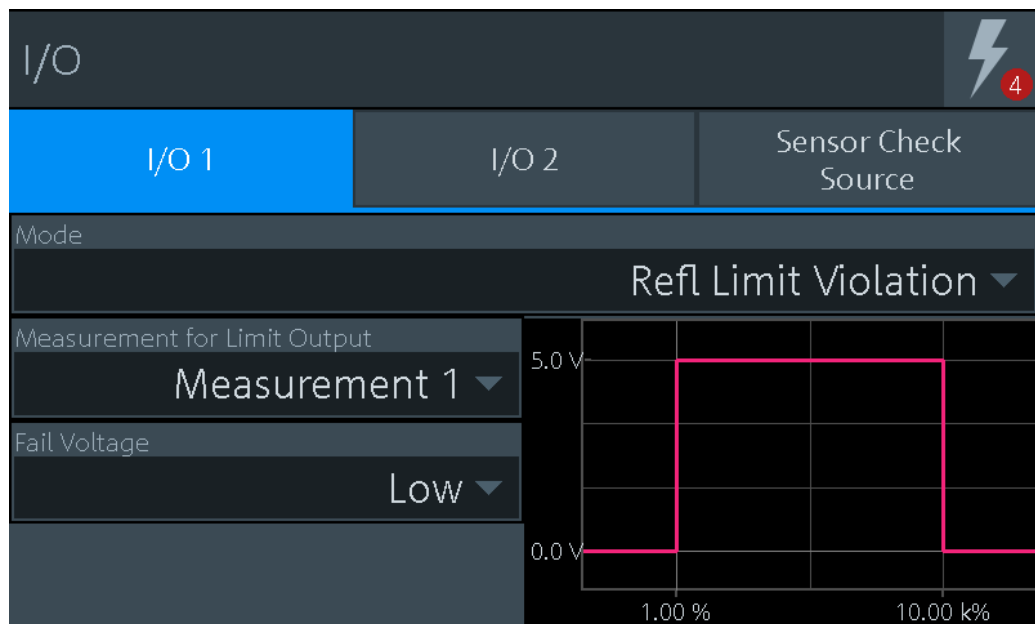 I/O
4
I/O 1
I/O 2
Sensor Check
Source
Mode
Refl Limit Violation
Measurement for Limit Output
Measurement 1
Fail Voltage
Low
5.0 V
0.0 V
1.00 %
10.00 k%